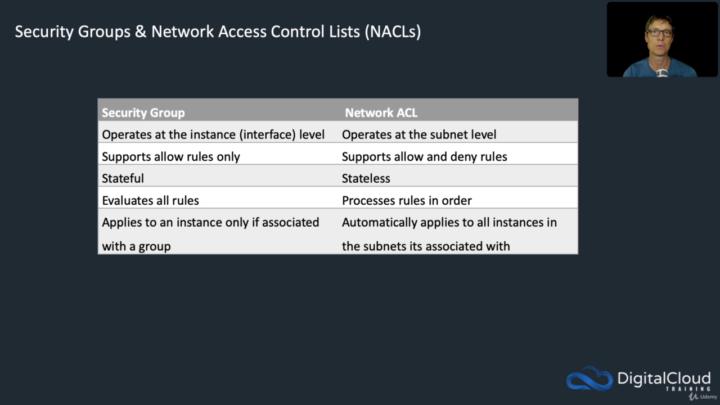 Security Groups & Network Access Control Lists (NACLs)
Security Group Network ACL
Operates at the instance (interface) level Operates at the subnet level
Supports allow rules only Supports allow and deny rules
Stateful Stateless
Evaluates all rules Processes rules in order
Applies to an instance only if associated Automatically applies to all instances in
with a group the subnets its associated with
DigitalCloud
TRAINING
Udemy